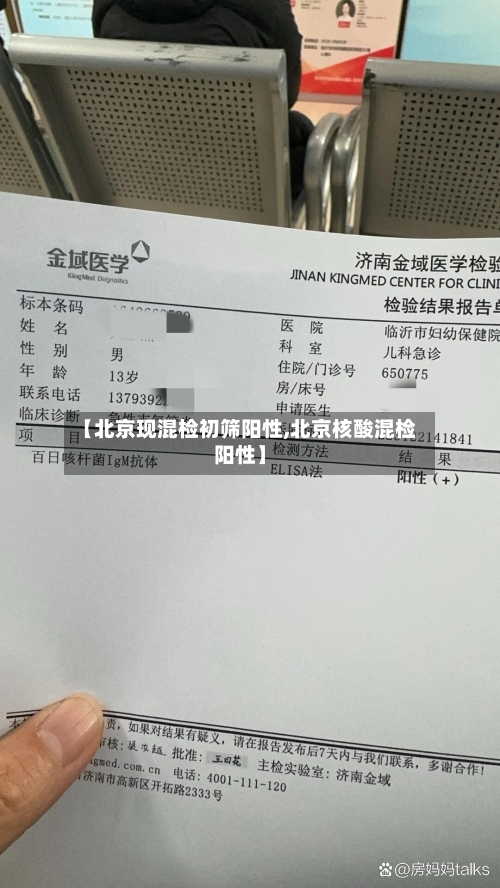 金域医学
KingMed Diagnostics
济南金域医学检验
JINAN KINGMED CENTER FOR CLINI
检验结果报告单
标本条码
姓 名
性 别 男
年 龄 13岁
联系电话 1379392
临床诊断
医 院 临沂市妇幼保健院
科 室 儿科急诊
住院/门诊号 650775
房/床号
申请医生
2141841
项 目 检测方法 结 果
【北京现混检初筛阳性,北京核酸混检
阳性】
百日咳杆菌IgM抗体 ELISA法 阳性(+)
责,如果对结果有疑义,请在报告发布后7天内与我们联系,多谢合作!
审核: 批准: 王四花 主检实验室:济南金域
ngmed.com.cn 电话:4001-111-120
济南市高新区开拓路2333号
@房妈妈talks